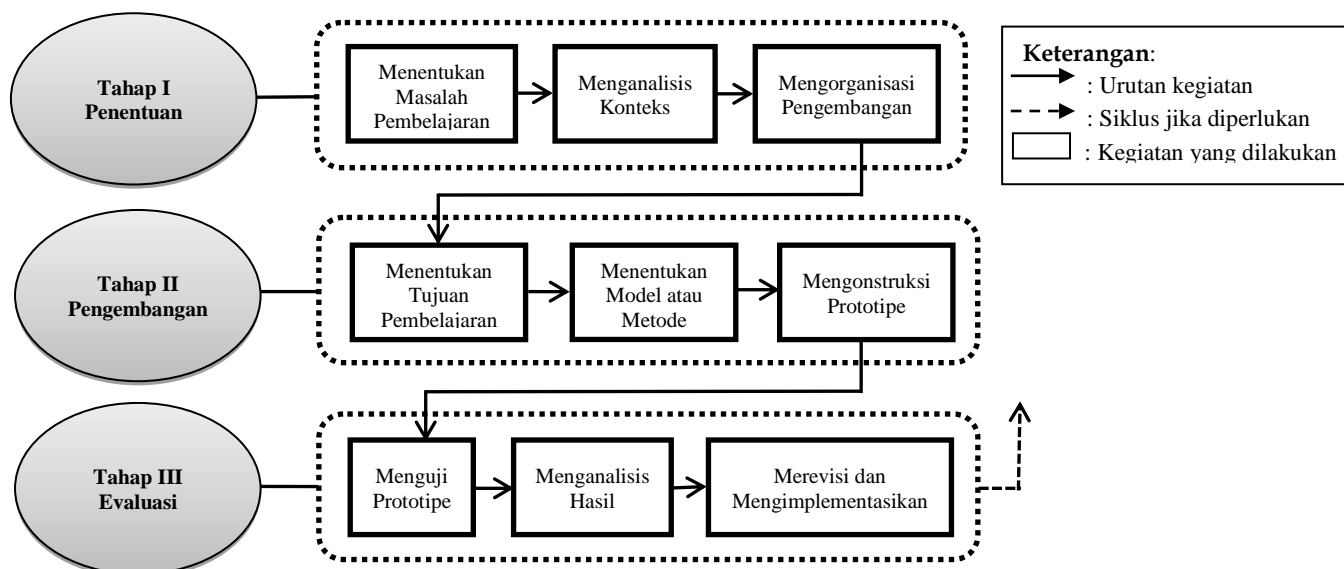 Tahap I
Penentuan
Menentukan
Masalah
Pembelajaran
Menganalisis
Konteks
Mengorganisasi
Pengembangan
Keterangan:
: Urutan kegiatan
: Siklus jika diperlukan
: Kegiatan yang dilakukan
Tahap II
Pengembangan
Menentukan
Tujuan
Pembelajaran
Menentukan
Model atau
Metode
Mengonstruksi
Prototipe
Tahap III
Evaluasi
Menguji
Prototipe
Menganalisis
Hasil
Merevisi dan
Mengimplementasikan